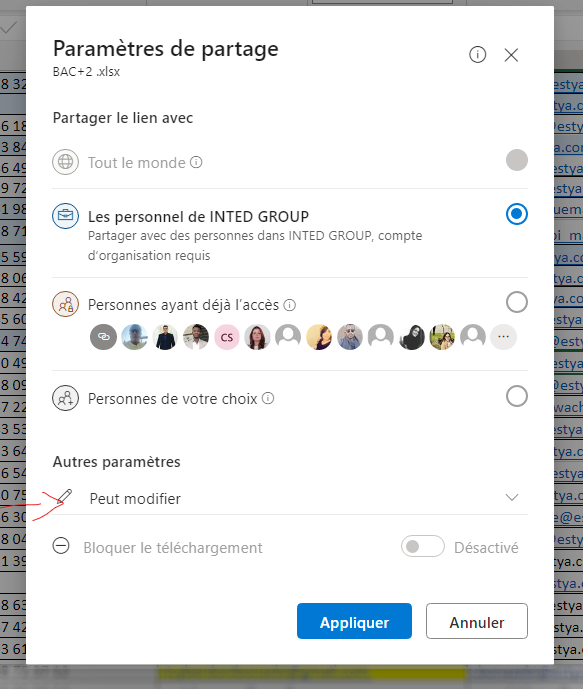 Paramètres de partage
BAC+2 .xlsx
Partager le lien avec
Tout le monde
Les personnel de INTED GROUP
Partager avec des personnes dans INTED GROUP, compte
d'organisation requis
Personnes ayant déjà l'accès
CS
Personnes de votre choix
Autres paramètres
Peut modifier
Bloquer le téléchargement
Désactivé
Appliquer
Annuler